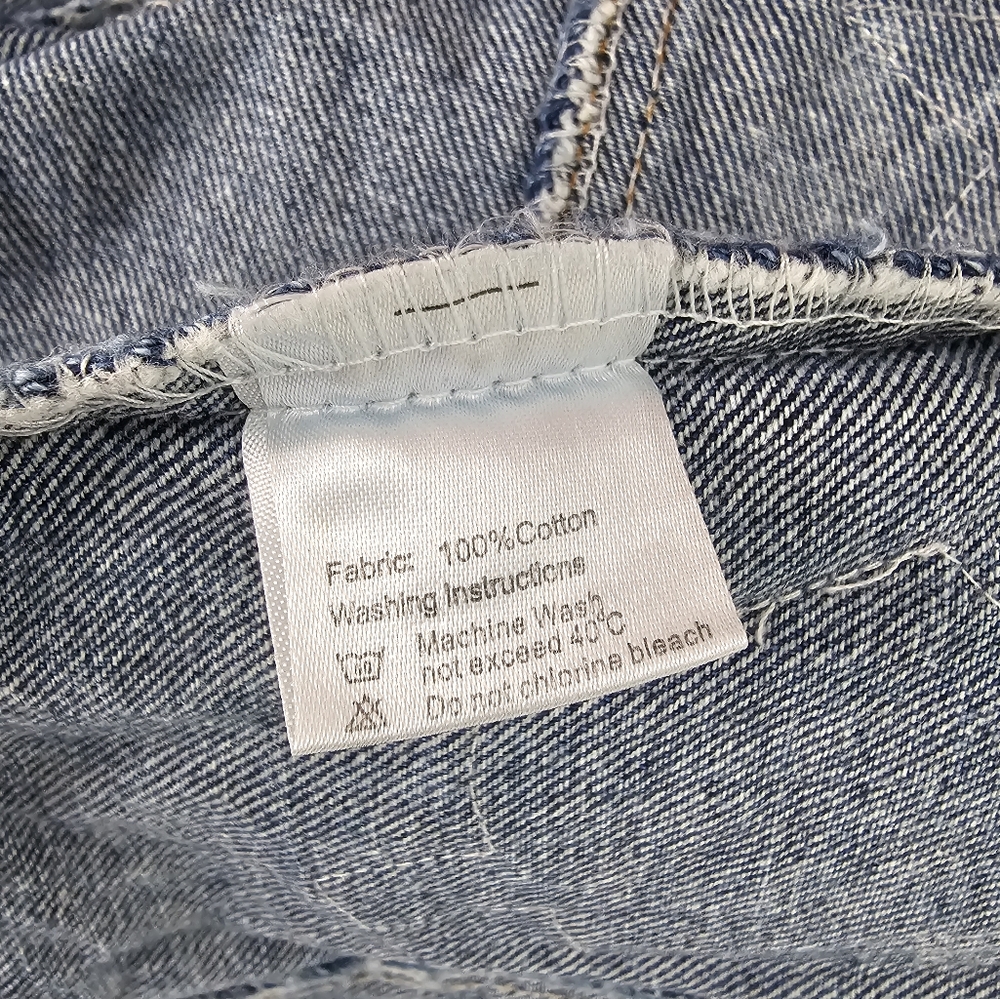 Fabric: 100%Cotton
Washing Instructions
Machine Wash
not exceed 40°C
Do not chlorine bleach